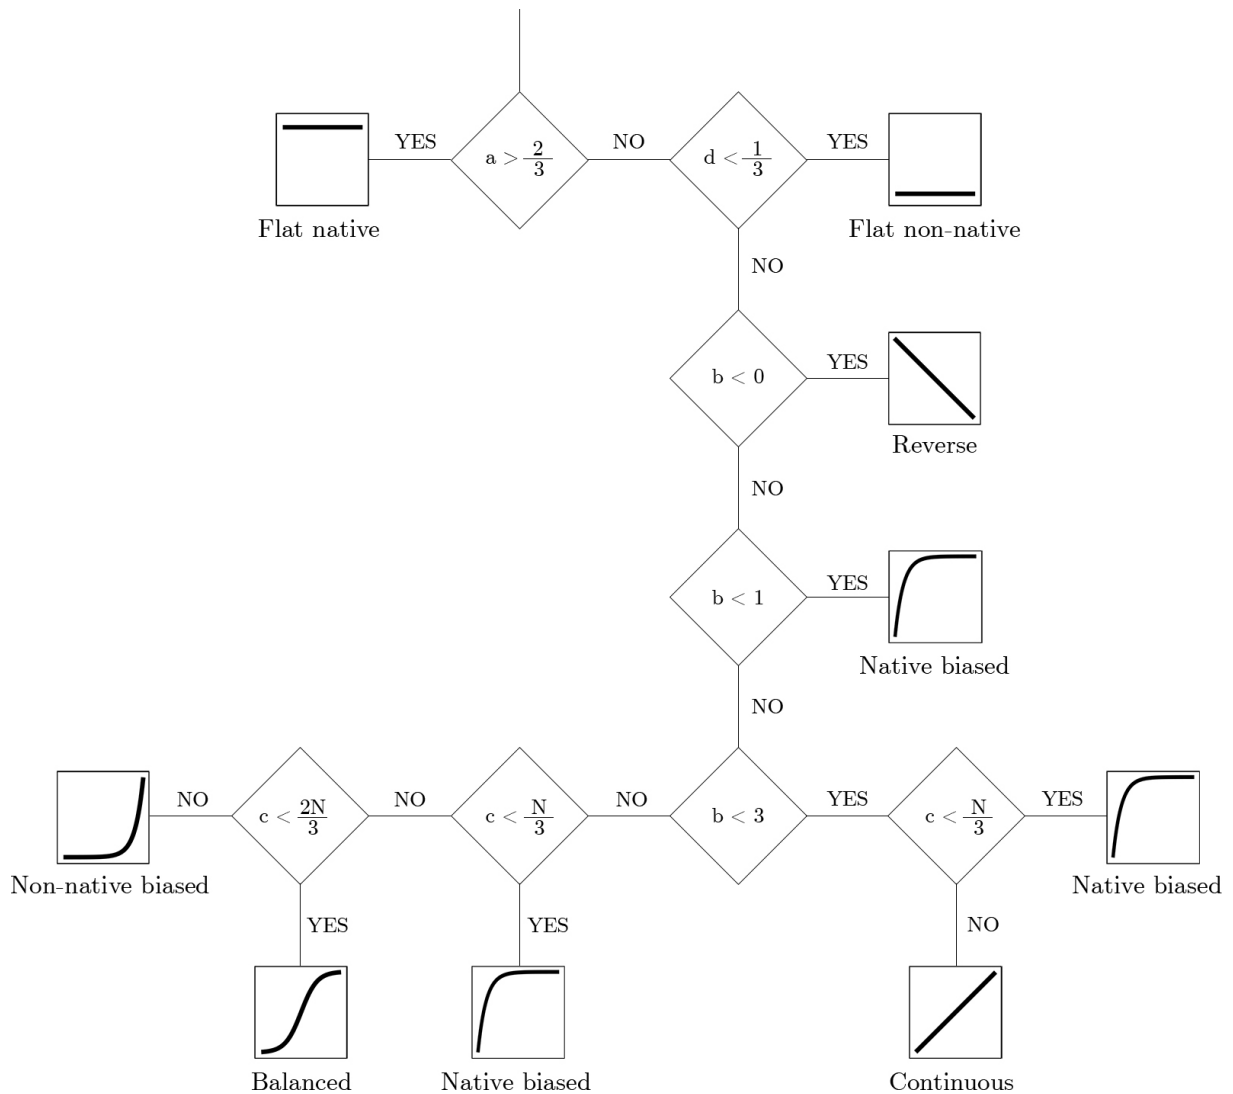 YES
a > 2/3
NO
d < 1/3
YES
Flat native
Flat non-native
NO
b < 0
YES
Reverse
NO
b < 1
YES
Native biased
NO
NO
c < 2N/3
NO
c < N/3
NO
b < 3
YES
c < N/3
YES
Non-native biased
Native biased
YES
YES
NO
Balanced
Native biased
Continuous